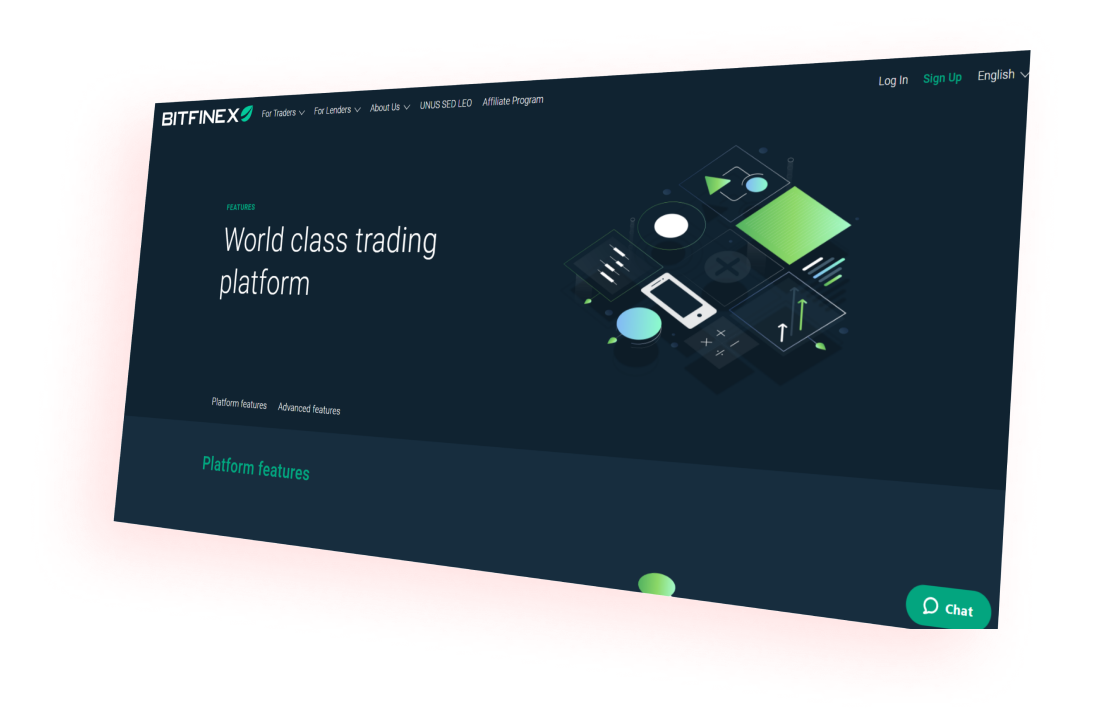 BITFINEX For Traders For Lenders About Us UNUS SED LEO Affiliate Program Log In Sign Up English
FEATURES
World class trading
platform
Platform features Advanced features
Platform features
Chat